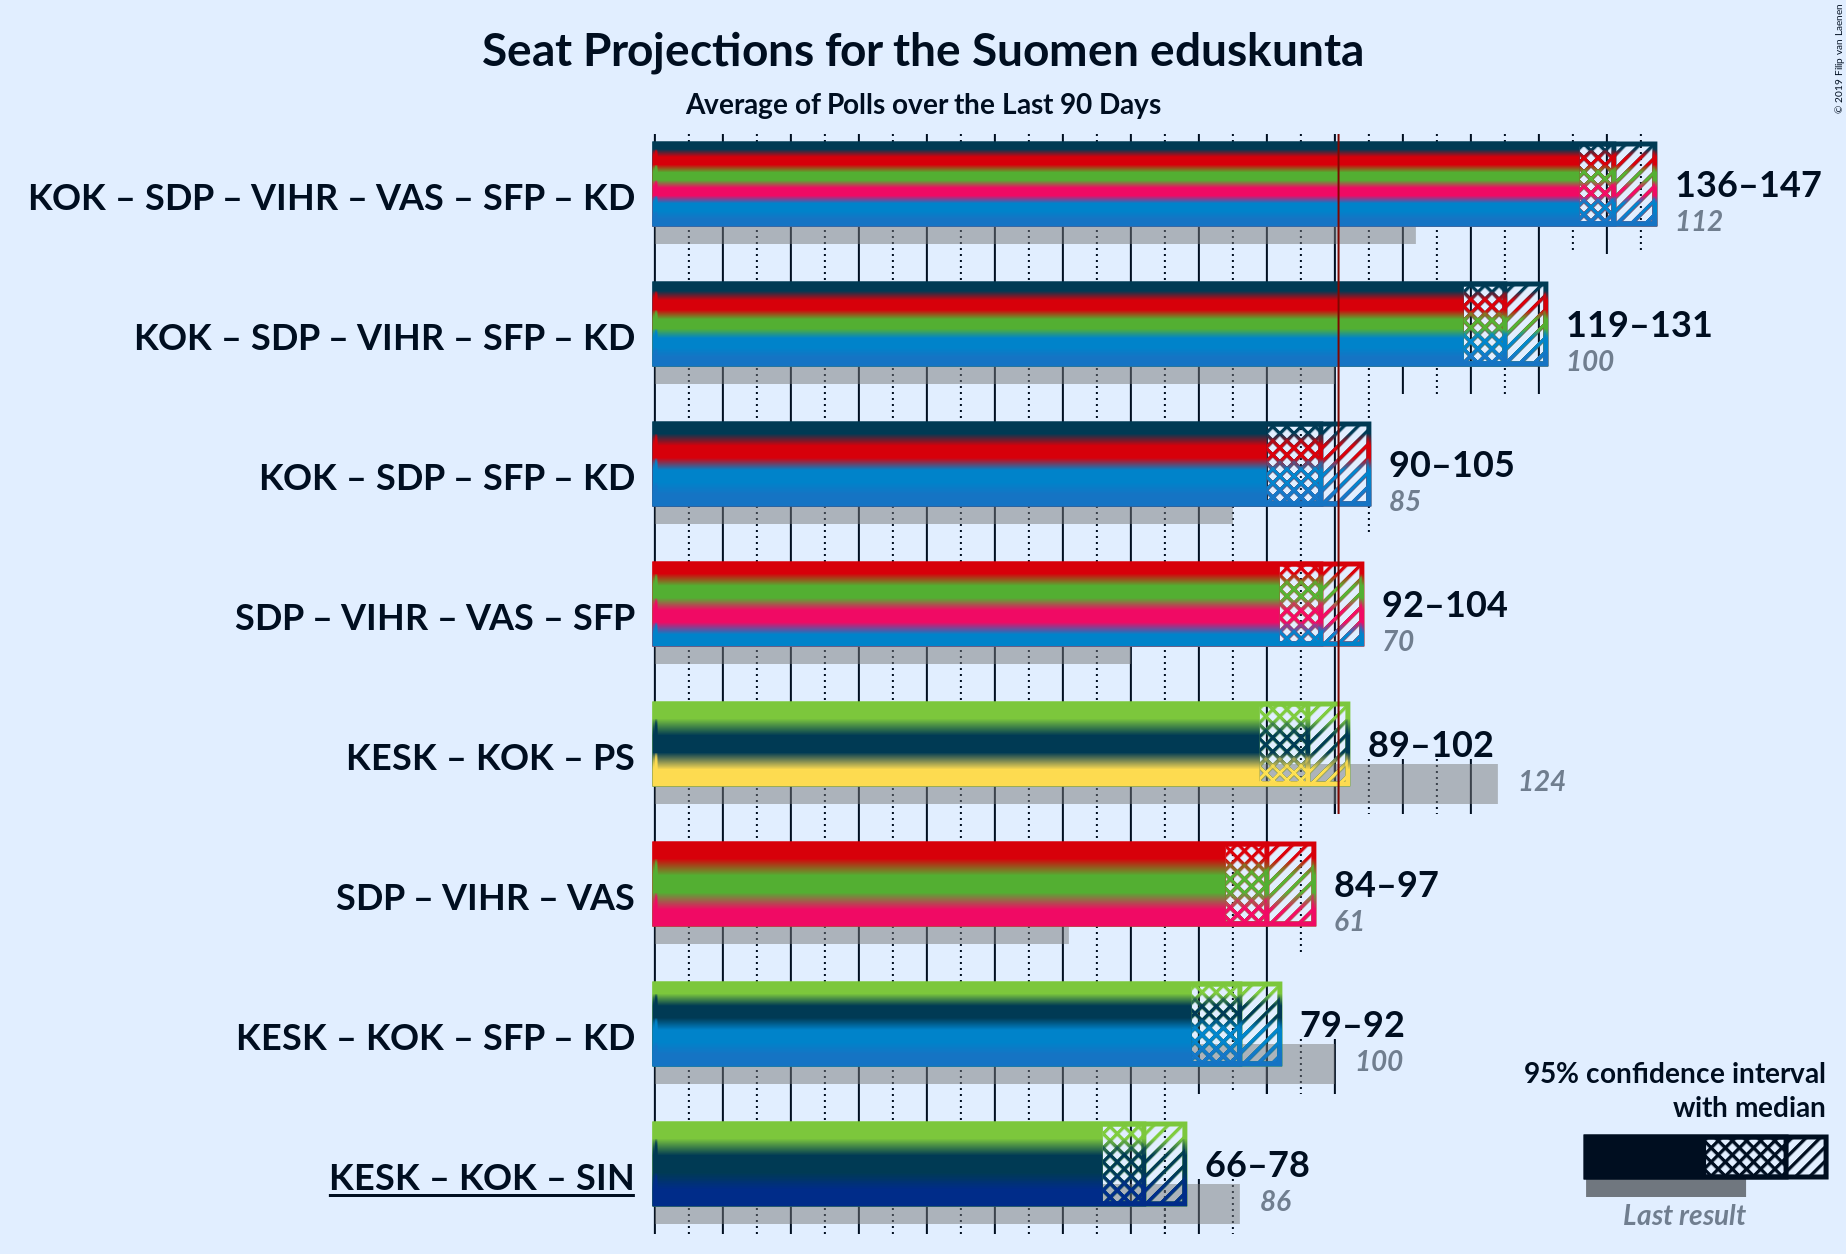 Seat Projections for the Suomen eduskunta
Average of Polls over the Last 90 Days
© 2019 Filip van Laenen
KOK – SDP – VIHR – VAS – SFP – KD
136–147
112
KOK – SDP – VIHR – SFP – KD
119–131
100
KOK – SDP – SFP – KD
90–105
85
SDP – VIHR – VAS – SFP
92–104
70
KESK – KOK – PS
89–102
124
SDP – VIHR – VAS
84–97
61
KESK – KOK – SFP – KD
79–92
100
KESK – KOK – SIN
66–78
86
95% confidence interval
with median
Last result